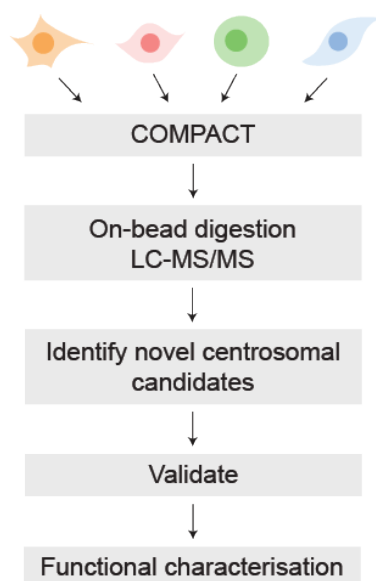 COMPACT
On-bead digestion
LC-MS/MS
Identify novel centrosomal
candidates
Validate
Functional characterisation